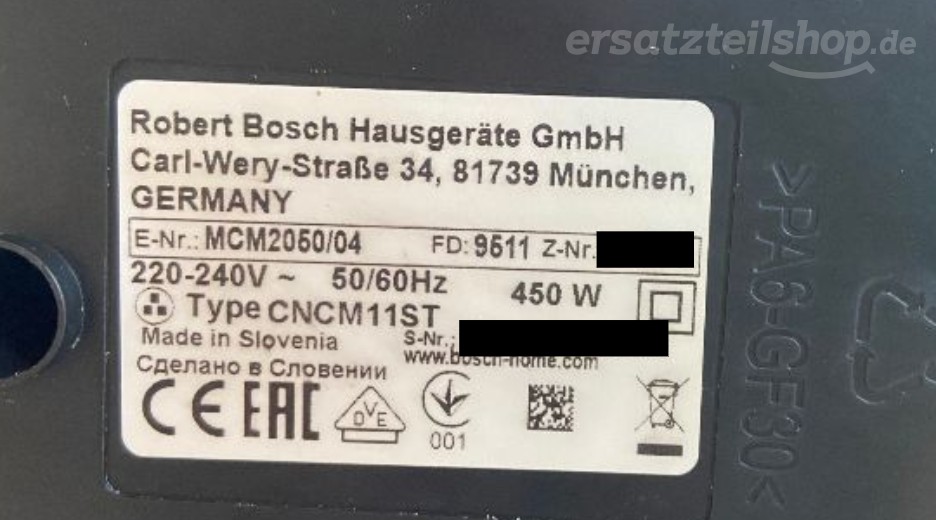 ersatzteilshop.de
Robert Bosch Hausgeräte GmbH
Carl-Wery-Straße 34, 81739 München,
GERMANY
E-Nr.: MCM2050/04 FD: 9511 Z-Nr.
220-240V ~ 50/60Hz 450 W
Type CNCM11ST
Made in Slovenia S-Nr.:
www.bosch-home.com
Сделано в Словении
CE EAC DVE 001
>PA6-GF30<